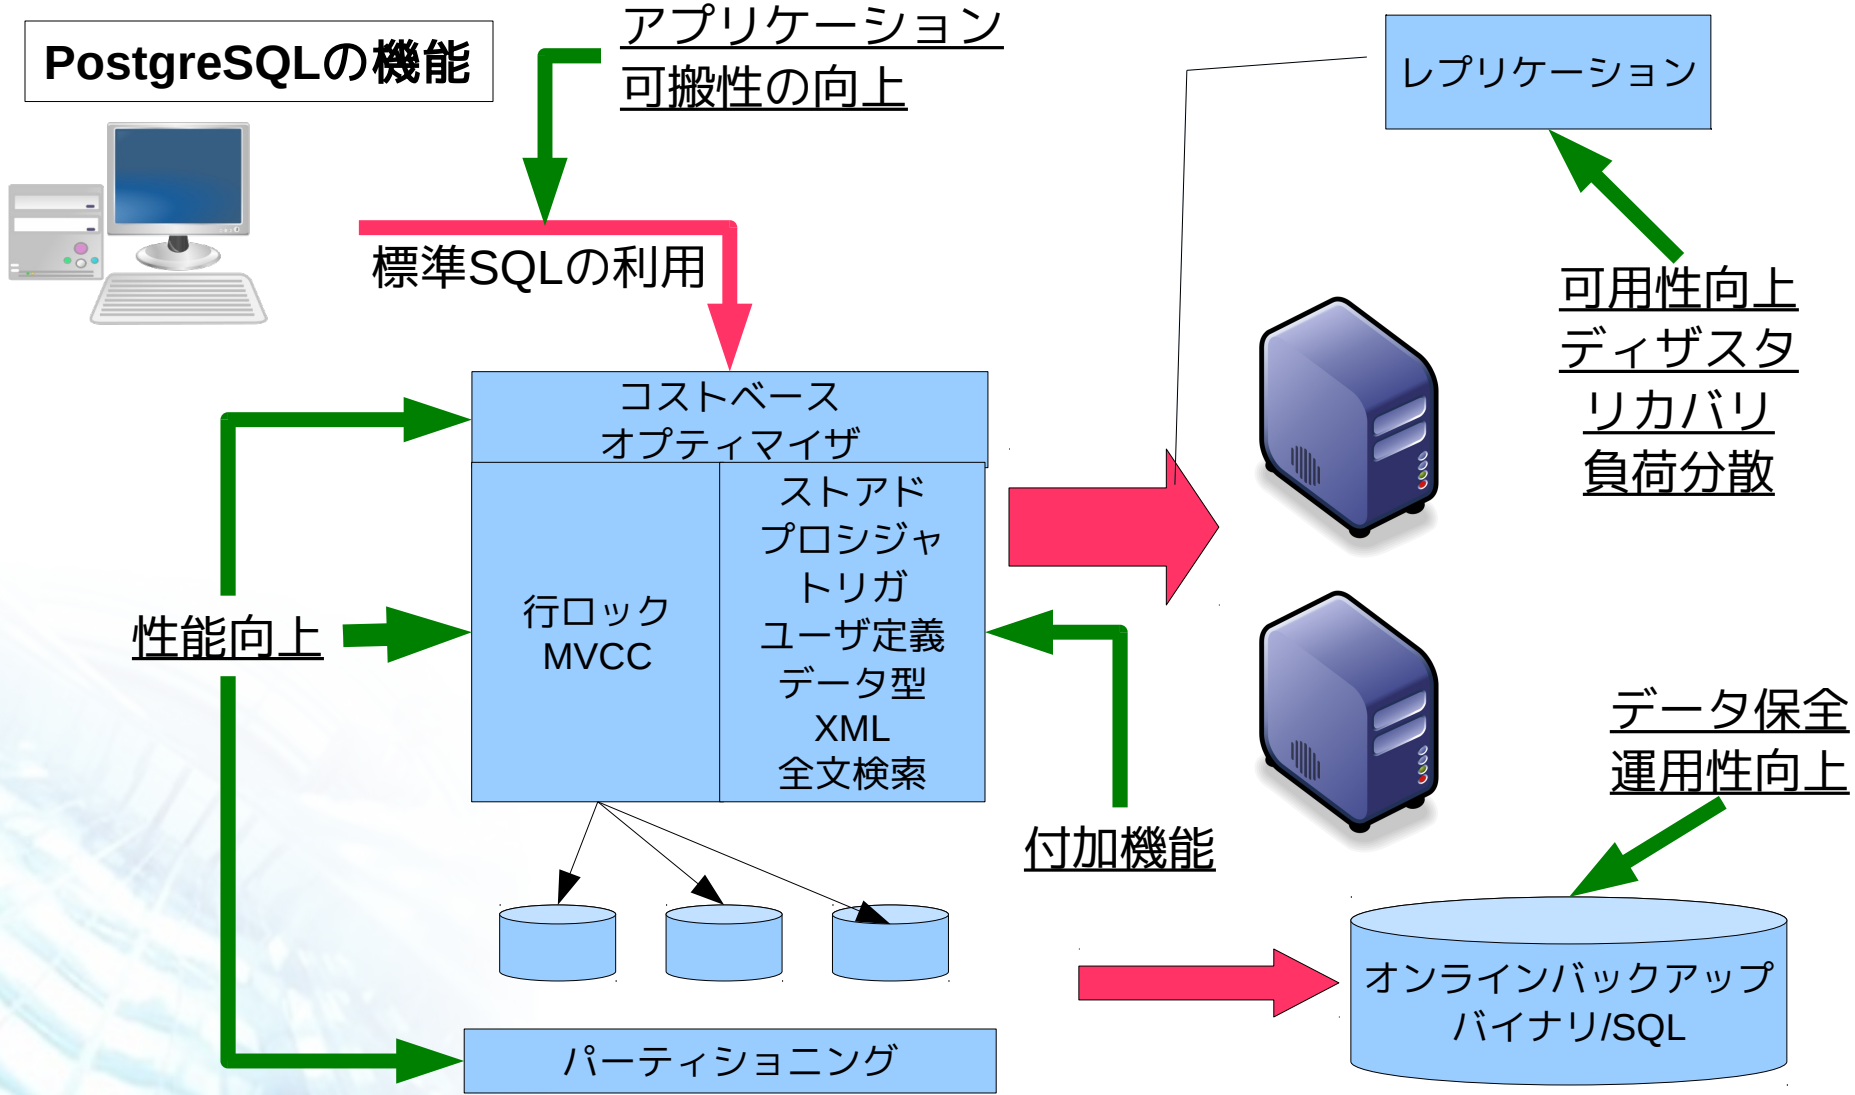 PostgreSQLの機能
アプリケーション
可搬性の向上
レプリケーション
標準SQLの利用
可用性向上
ディザスタ
リカバリ
負荷分散
コストベース
オプティマイザ
行ロック
MVCC
ストアド
プロシジャ
トリガ
ユーザ定義
データ型
XML
全文検索
性能向上
付加機能
データ保全
運用性向上
オンラインバックアップ
バイナリ/SQL
パーティショニング